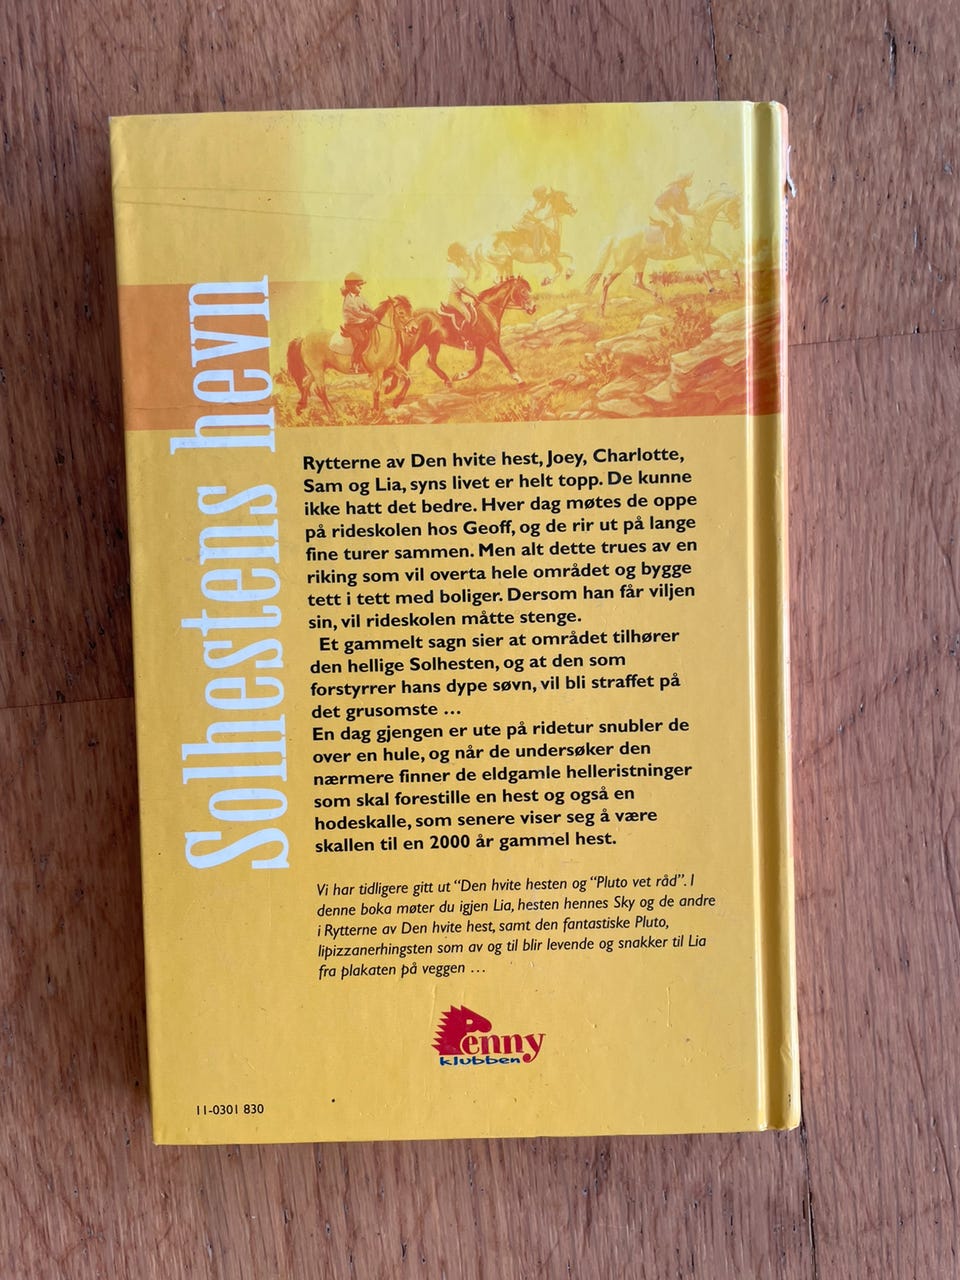 Solhestens hevn
Rytterne av Den hvite hest, Joey, Charlotte,
Sam og Lia, syns livet er helt topp. De kunne
ikke hatt det bedre. Hver dag møtes de oppe
på rideskolen hos Geoff, og de rir ut på lange
fine turer sammen. Men alt dette trues av en
riking som vil overta hele området og bygge
tett i tett med boliger. Dersom han får viljen
sin, vil rideskolen måtte stenge.
Et gammelt sagn sier at området tilhører
den hellige Solhesten, og at den som
forstyrrer hans dype søvn, vil bli straffet på
det grusomste ...
En dag gjengen er ute på ridetur snubler de
over en hule, og når de undersøker den
nærmere finner de eldgamle helleristninger
som skal forestille en hest og også en
hodeskalle, som senere viser seg å være
skallen til en 2000 år gammel hest.
Vi har tidligere gitt ut "Den hvite hesten og "Pluto vet råd". I
denne boka møter du igjen Lia, hesten hennes Sky og de andre
i Rytterne av Den hvite hest, samt den fantastiske Pluto,
lipizzanerhingsten som av og til blir levende og snakker til Lia
fra plakaten på veggen ...
Penny
klubben
11-0301 830